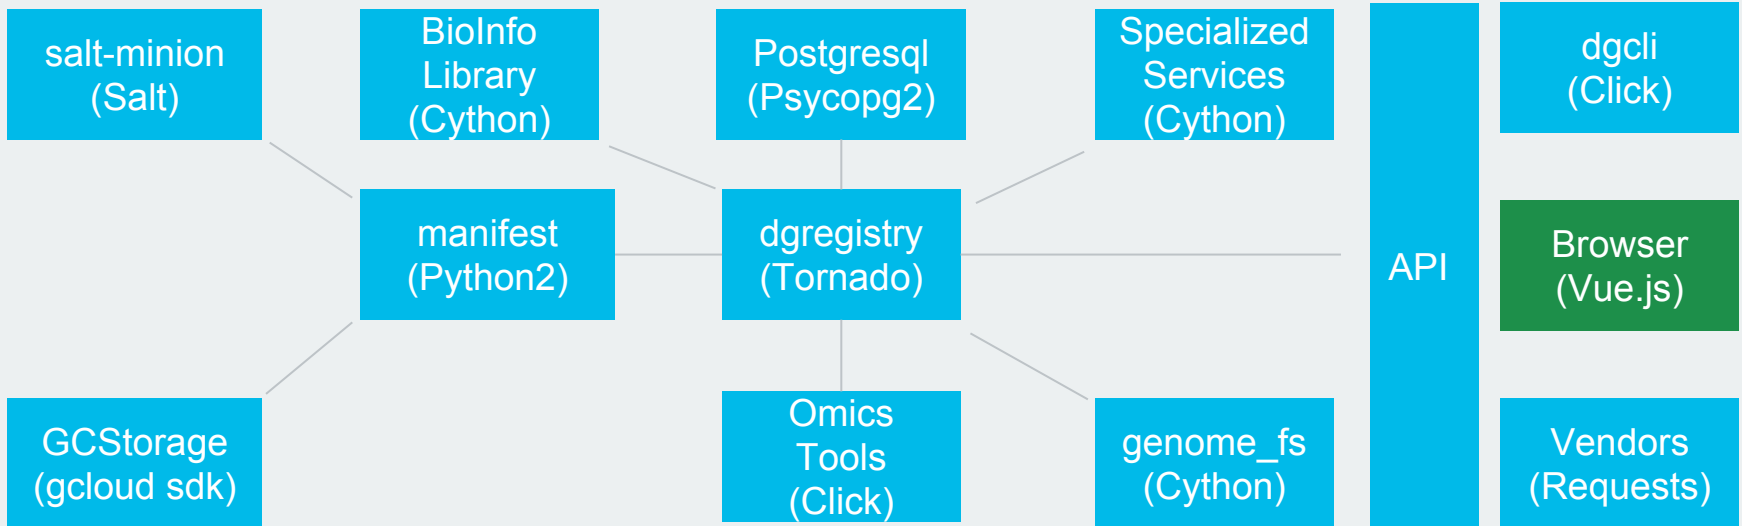 salt-minion
(Salt)
BioInfo
Library
(Cython)
Postgresql
(Psycopg2)
Specialized
Services
(Cython)
dgcli
(Click)
manifest
(Python2)
dgregistry
(Tornado)
API
Browser
(Vue.js)
GCStorage
(gcloud sdk)
Omics
Tools
(Click)
genome_fs
(Cython)
Vendors
(Requests)